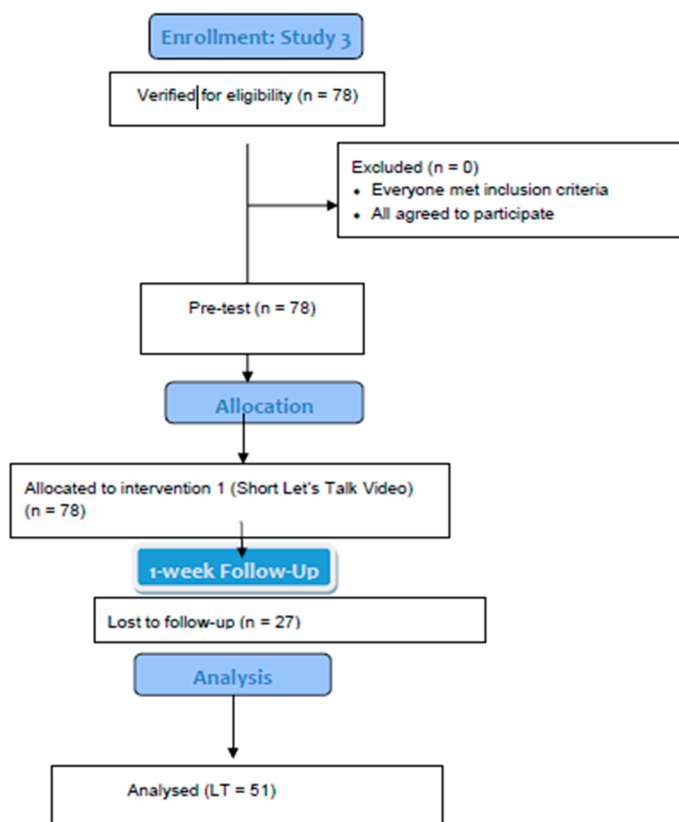 Enrollment: Study 3
Verified for eligibility (n = 78)
Excluded (n = 0)
• Everyone met inclusion criteria
• All agreed to participate
Pre-test (n = 78)
Allocation
Allocated to intervention 1 (Short Let's Talk Video)
(n = 78)
1-week Follow-Up
Lost to follow-up (n = 27)
Analysis
Analysed (LT = 51)